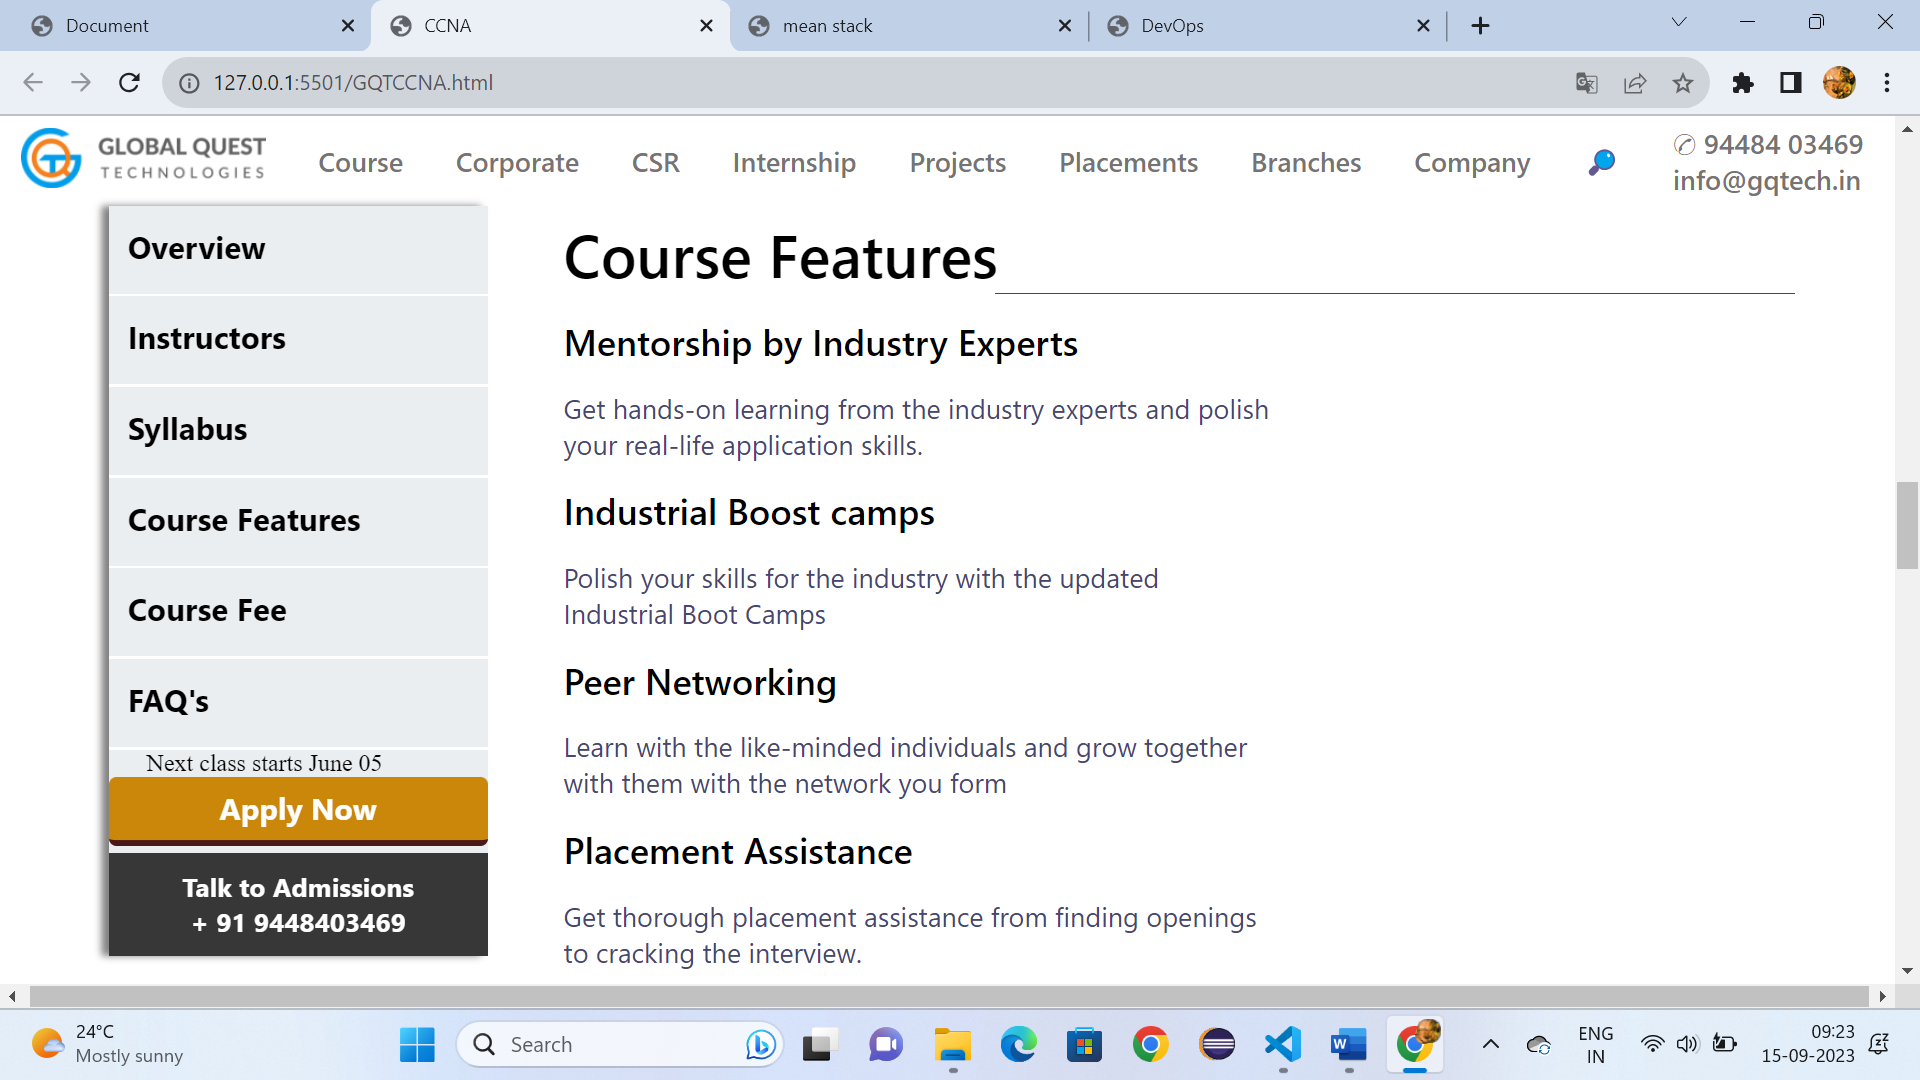 Document
CCNA
mean stack
DevOps
127.0.0.1:5501/GQTCCNA.html
GLOBAL QUEST
TECHNOLOGIES
Course
Corporate
CSR
Internship
Projects
Placements
Branches
Company
✆ 94484 03469
info@gqtech.in
Overview
Instructors
Syllabus
Course Features
Course Fee
FAQ's
Next class starts June 05
Apply Now
Talk to Admissions
+ 91 9448403469
Course Features
Mentorship by Industry Experts
Get hands-on learning from the industry experts and polish
your real-life application skills.
Industrial Boost camps
Polish your skills for the industry with the updated
Industrial Boot Camps
Peer Networking
Learn with the like-minded individuals and grow together
with them with the network you form
Placement Assistance
Get thorough placement assistance from finding openings
to cracking the interview.
24°C
Mostly sunny
Search
ENG
IN
09:23
15-09-2023